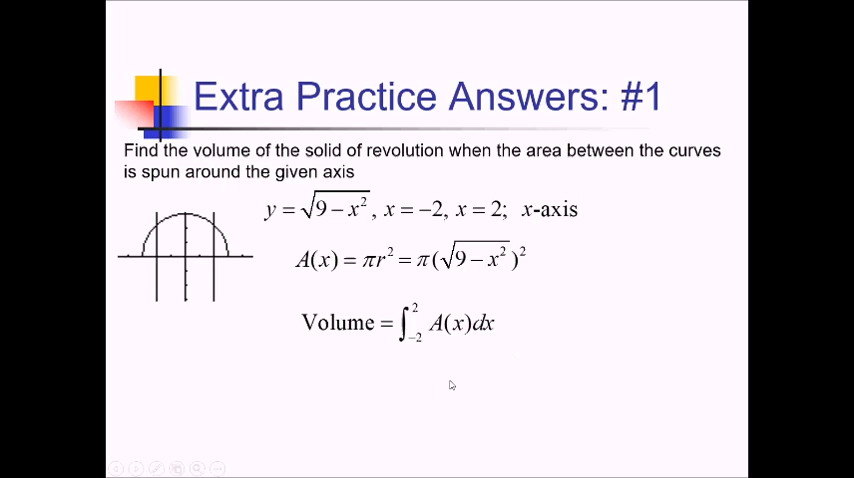 Extra Practice Answers: #1
Find the volume of the solid of revolution when the area between the curves
is spun around the given axis
y = √(9 − x²), x = −2, x = 2; x-axis
A(x) = πr² = π(√(9 − x²))²
Volume = ∫₋₂² A(x)dx